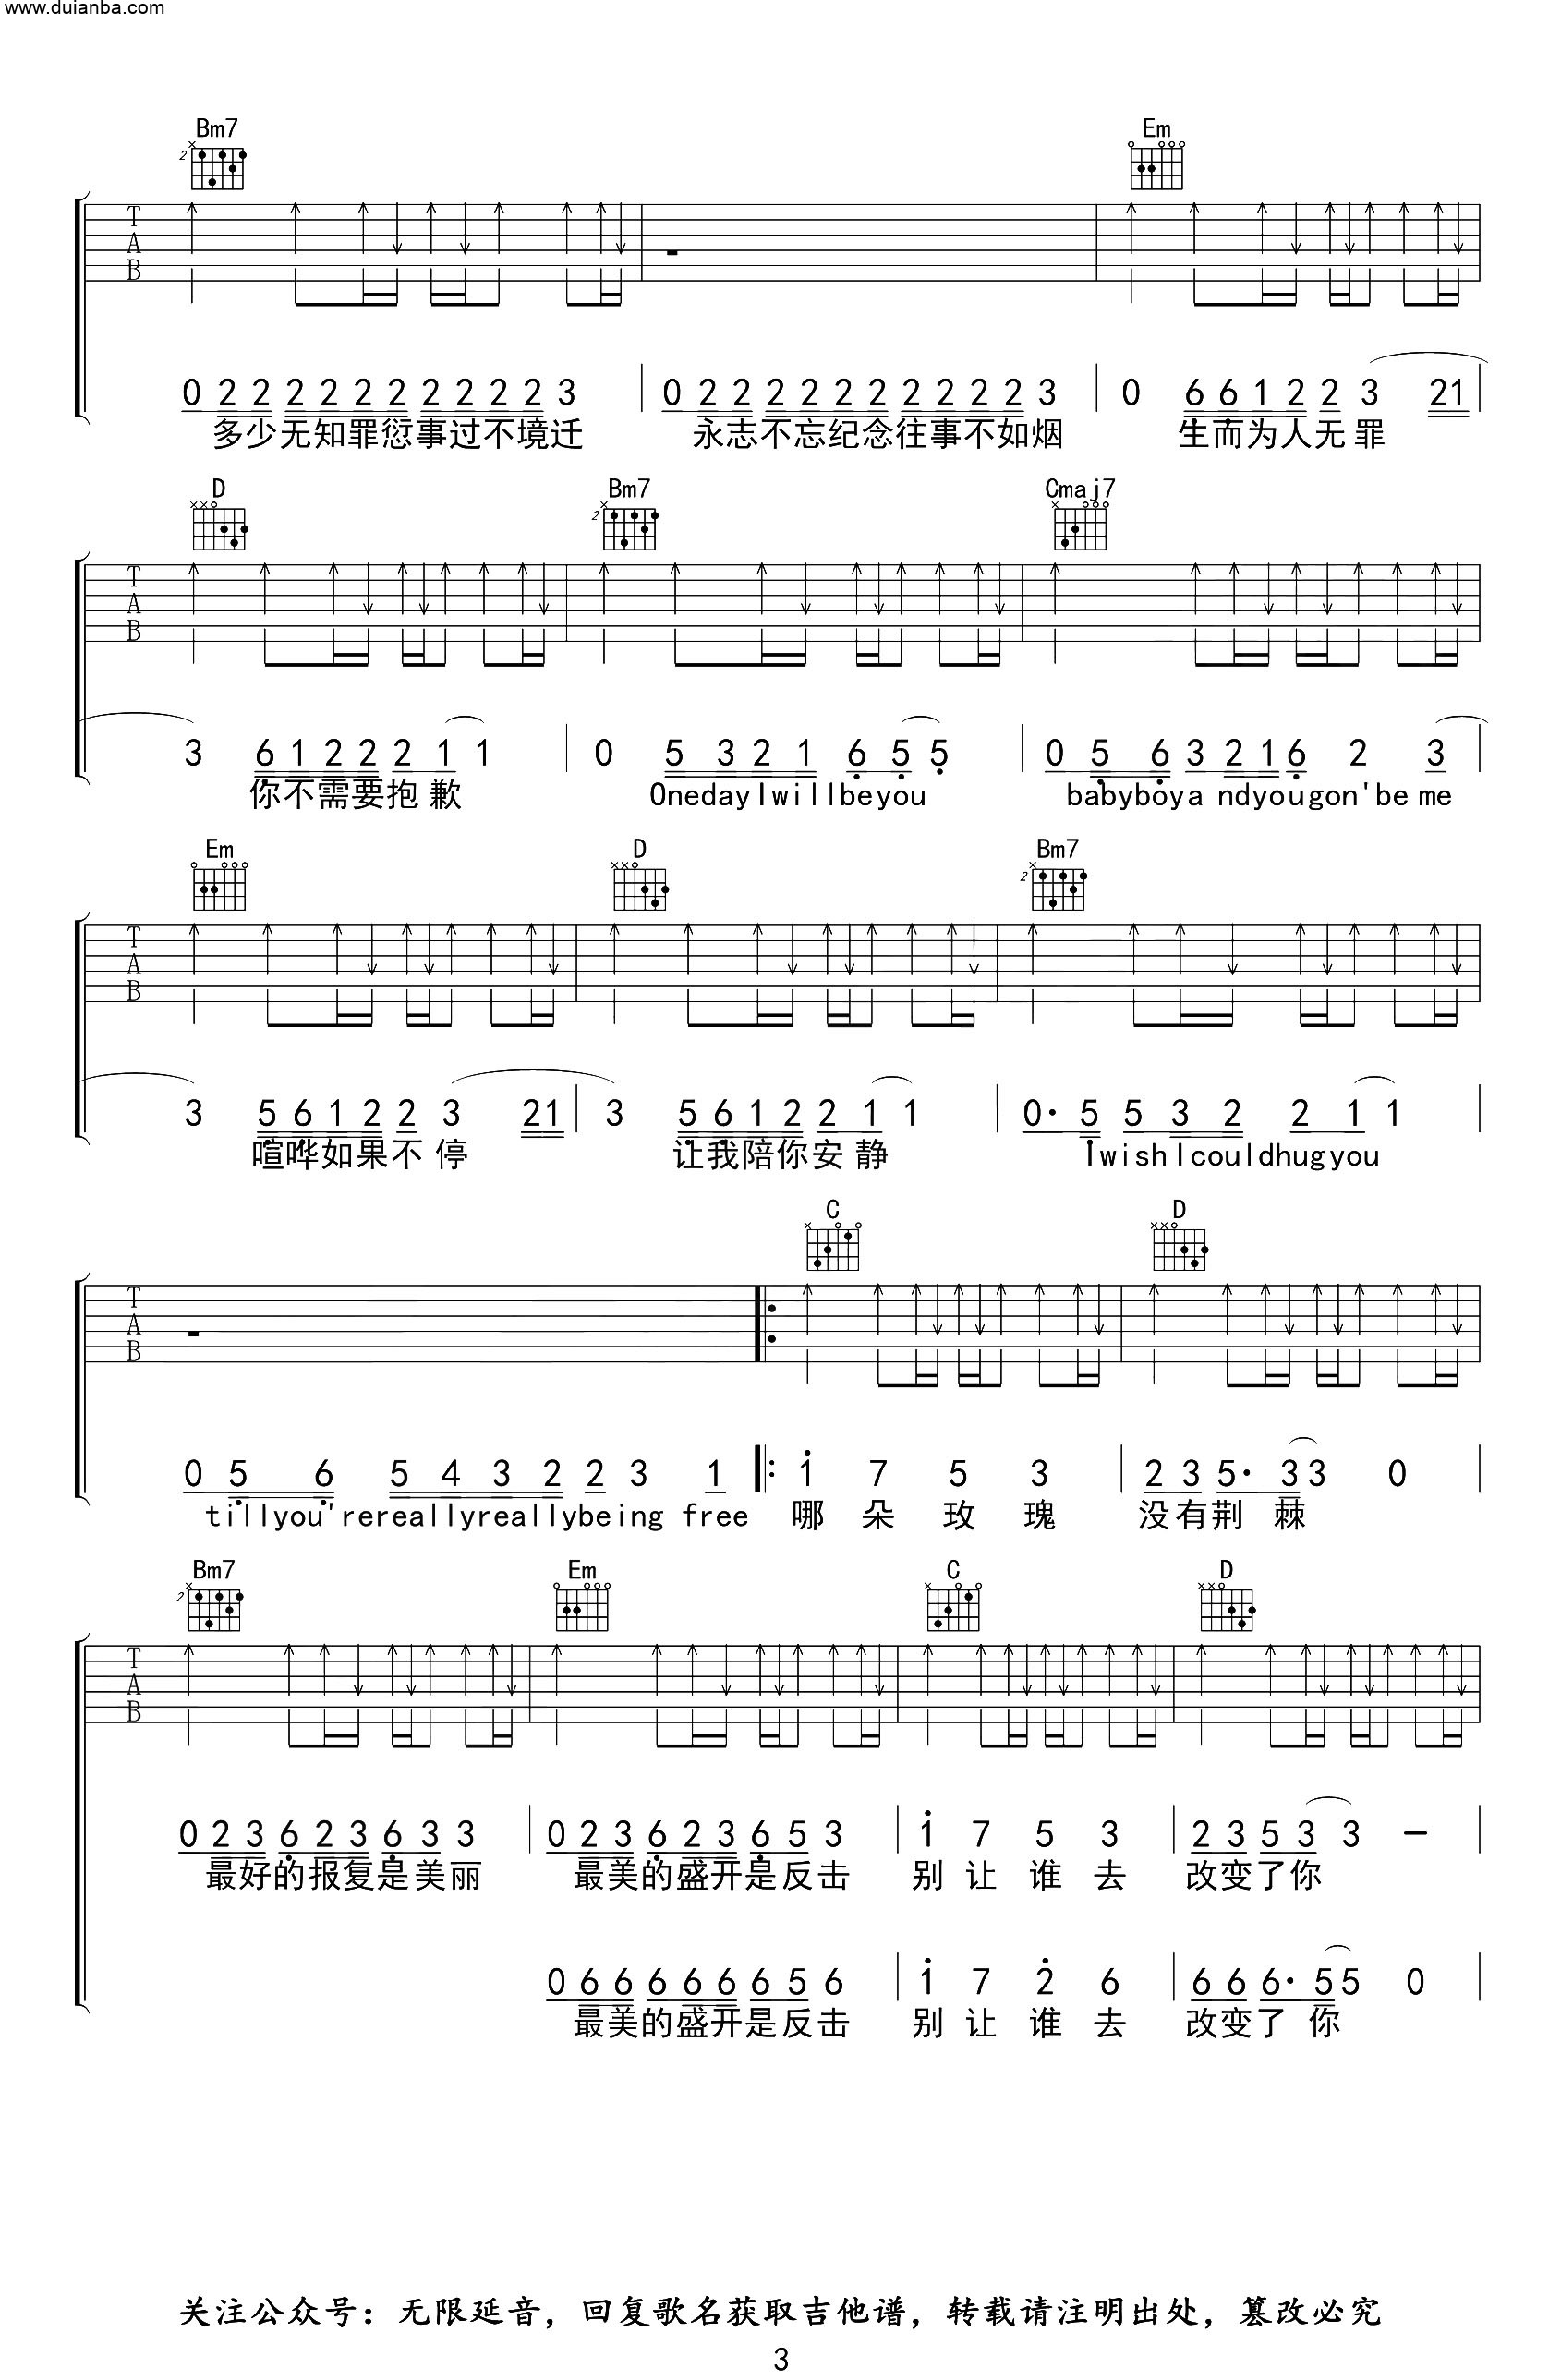 www.duianba.com
Bm7 Em
T A B
0 2 2 2 2 2 2 2 2 2 2 3 | 0 2 2 2 2 2 2 2 2 2 2 3 | 0 6 6 1 2 2 3 21 |
多少无知罪愆事过不境迁 永志不忘纪念往事不如烟 生而为人无罪
D Bm7 Cmaj7
T A B
3 6 1 2 2 2 1 1 | 0 5 3 2 1 6 5 5 | 0 5 6 3 2 1 6 2 3 |
你不需要抱歉 OnedayIwillbeyou babyboya ndyougon'be me
Em D Bm7
T A B
3 5 6 1 2 2 3 21 | 3 5 6 1 2 2 1 1 | 0· 5 5 3 2 2 1 1 |
喧哗如果不停 让我陪你安静 IwishIcouldhugyou
C D
T A B
0 5 6 5 4 3 2 2 3 1 |: 1 7 5 3 | 2 3 5· 3 3 0 |
tillyou'rereallyreallybeing free 哪朵玫瑰 没有荆棘
Bm7 Em C D
T A B
0 2 3 6 2 3 6 3 3 | 0 2 3 6 2 3 6 5 3 | 1 7 5 3 | 2 3 5 3 3 – |
最好的报复是美丽 最美的盛开是反击 别让谁去 改变了你
0 6 6 6 6 6 6 5 6 | 1 7 2 6 | 6 6 6· 5 5 0 |
最美的盛开是反击 别让谁去 改变了你
关注公众号：无限延音，回复歌名获取吉他谱，转载请注明出处，篡改必究
3